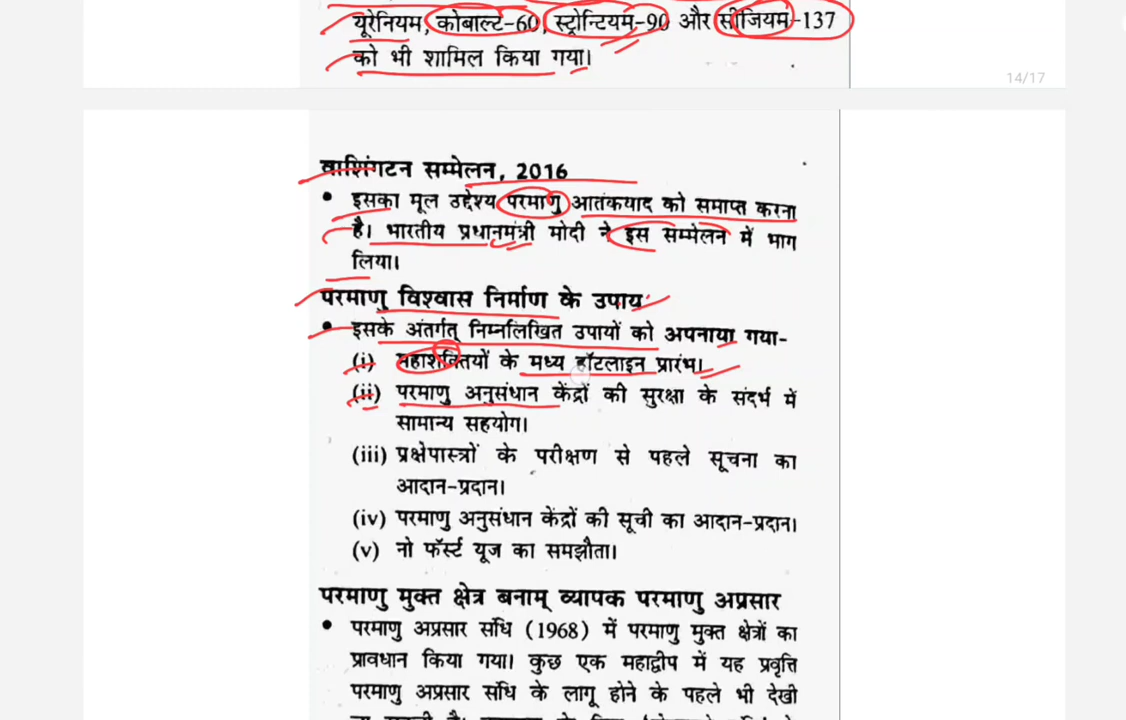 यूरेनियम, कोबाल्ट-60, स्ट्रोन्टियम-90 और सीजियम-137
को भी शामिल किया गया।
14/17
वाशिंगटन सम्मेलन, 2016
• इसका मूल उद्देश्य परमाणु आतंकयाद को समाप्त करना
है। भारतीय प्रधानमंत्री मोदी ने इस सम्मेलन में भाग
लिया।
परमाणु विश्वास निर्माण के उपाय
• इसके अंतर्गत् निम्नलिखित उपायों को अपनाया गया-
(i) महाशक्तियों के मध्य हॉटलाइन प्रारंभ।
(ii) परमाणु अनुसंधान केंद्रों की सुरक्षा के संदर्भ में
सामान्य सहयोग।
(iii) प्रक्षेपास्त्रों के परीक्षण से पहले सूचना का
आदान-प्रदान।
(iv) परमाणु अनुसंधान केंद्रों की सूची का आदान-प्रदान।
(v) नो फॉर्स्ट यूज का समझौता।
परमाणु मुक्त क्षेत्र बनाम् व्यापक परमाणु अप्रसार
• परमाणु अप्रसार संधि (1968) में परमाणु मुक्त क्षेत्रों का
प्रावधान किया गया। कुछ एक महाद्वीप में यह प्रवृत्ति
परमाणु अप्रसार संधि के लागू होने के पहले भी देखी